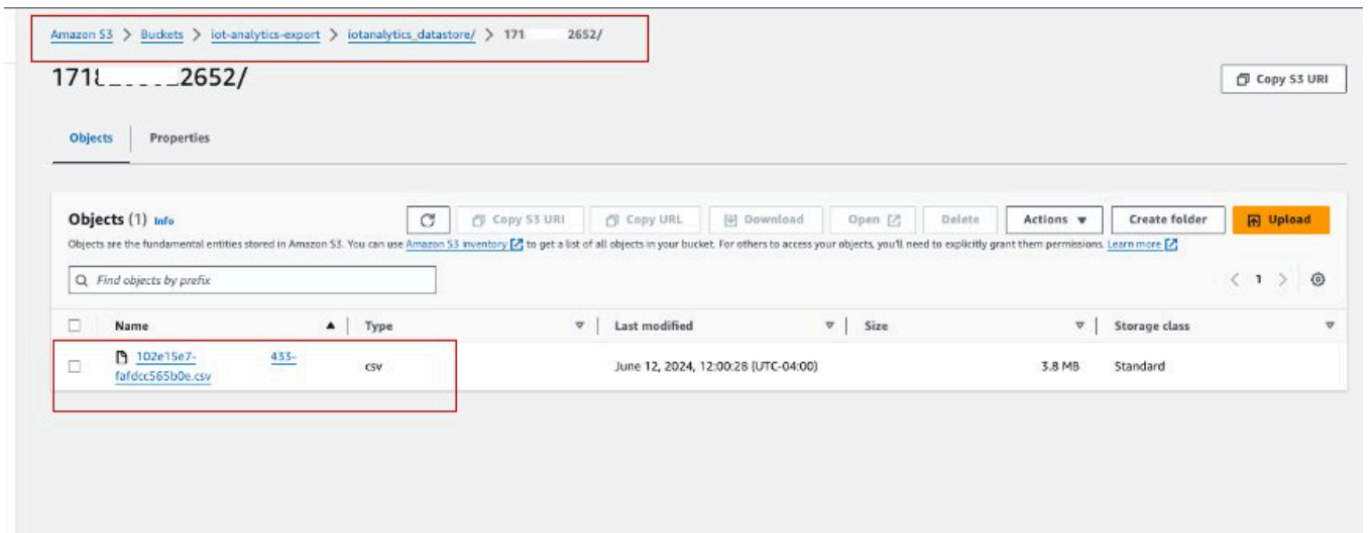 Amazon S3 > Buckets > iot-analytics-export > iotanalytics_datastore/ > 171 2652/
171 2652/
Copy S3 URI
Objects
Properties
Objects (1) Info
Copy S3 URI
Copy URL
Download
Open
Delete
Actions
Create folder
Upload
Objects are the fundamental entities stored in Amazon S3. You can use Amazon S3 inventory to get a list of all objects in your bucket. For others to access your objects, you'll need to explicitly grant them permissions. Learn more
Find objects by prefix
< 1 >
Name Type Last modified Size Storage class
102e15e7- 433-
fafdcc565b0e.csv
csv
June 12, 2024, 12:00:28 (UTC-04:00)
3.8 MB
Standard